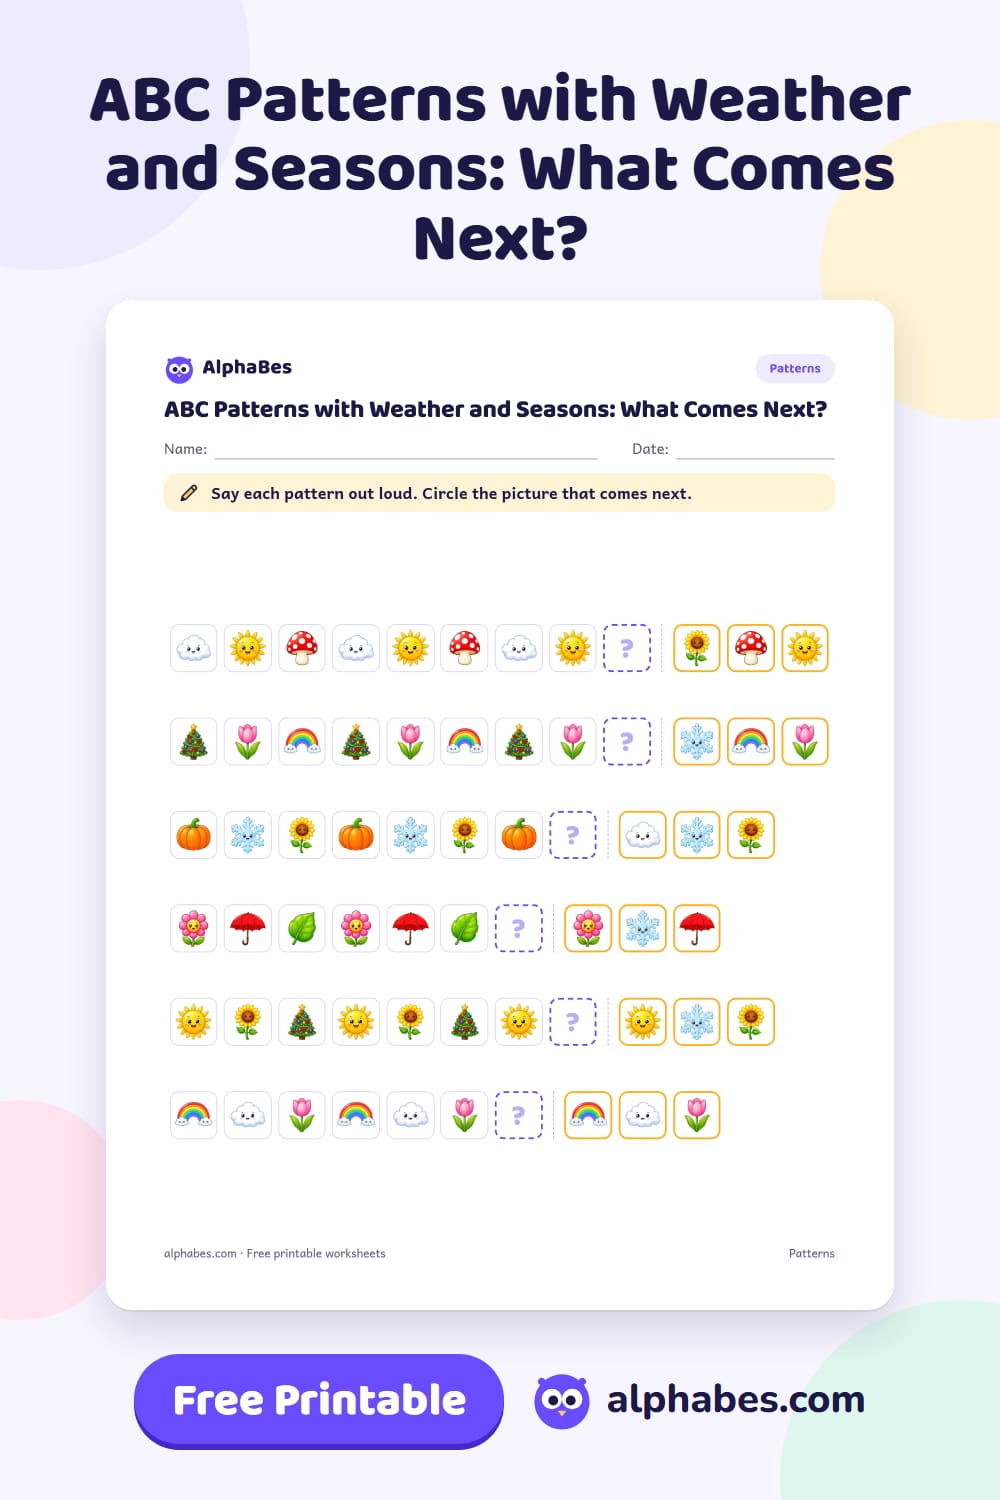 ABC Patterns with Weather
and Seasons: What Comes
Next?
AlphaBes
Patterns
ABC Patterns with Weather and Seasons: What Comes Next?
Name:
Date:
Say each pattern out loud. Circle the picture that comes next.
?
?
?
?
?
?
alphabes.com · Free printable worksheets
Patterns
Free Printable
alphabes.com